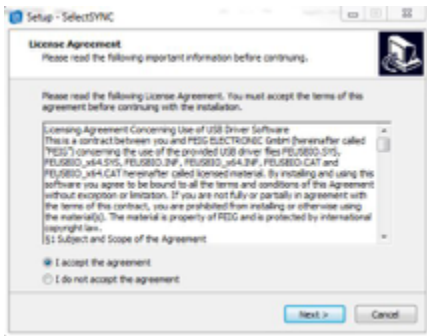 Setup - SelectSYNC
License Agreement
Please read the following important information before continuing.
Please read the following License Agreement. You must accept the terms of this
agreement before continuing with the installation.
Licensing Agreement Concerning Use of USB Driver Software
This is a contract between you and FEIG ELECTRONIC GmbH (hereinafter called
"FEIG") concerning the use of the provided USB driver files FEUSBIO.SYS,
FEUSBIO_x64.SYS, FEUSBIO.INF, FEUSBIO_x64.INF, FEUSBIO.CAT and
FEUSBIO_x64.CAT hereinafter called licensed material. By installing and using this
software you agree to be bound to all the terms and conditions of this Agreement
without exception or limitation. If you are not fully or partially in agreement with
the terms of this contract, you are prohibited from installing or otherwise using
the material(s). The material is property of FEIG and is protected by international
copyright law.
§1 Subject and Scope of the Agreement
I accept the agreement
I do not accept the agreement
Next >
Cancel